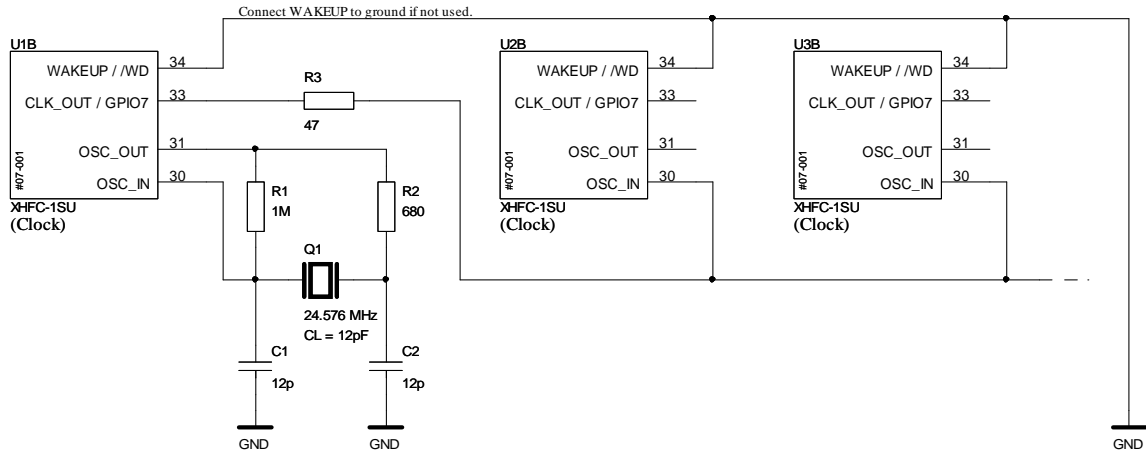 Connect WAKEUP to ground if not used.
U1B
WAKEUP / /WD
34
CLK_OUT / GPIO7
33
OSC_OUT
31
OSC_IN
30
#07-001
XHFC-1SU
(Clock)
R3
47
R1
1M
R2
680
Q1
24.576 MHz
CL = 12pF
C1
12p
C2
12p
GND
GND
U2B
WAKEUP / /WD
34
CLK_OUT / GPIO7
33
OSC_OUT
31
OSC_IN
30
#07-001
XHFC-1SU
(Clock)
U3B
WAKEUP / /WD
34
CLK_OUT / GPIO7
33
OSC_OUT
31
OSC_IN
30
#07-001
XHFC-1SU
(Clock)
GND